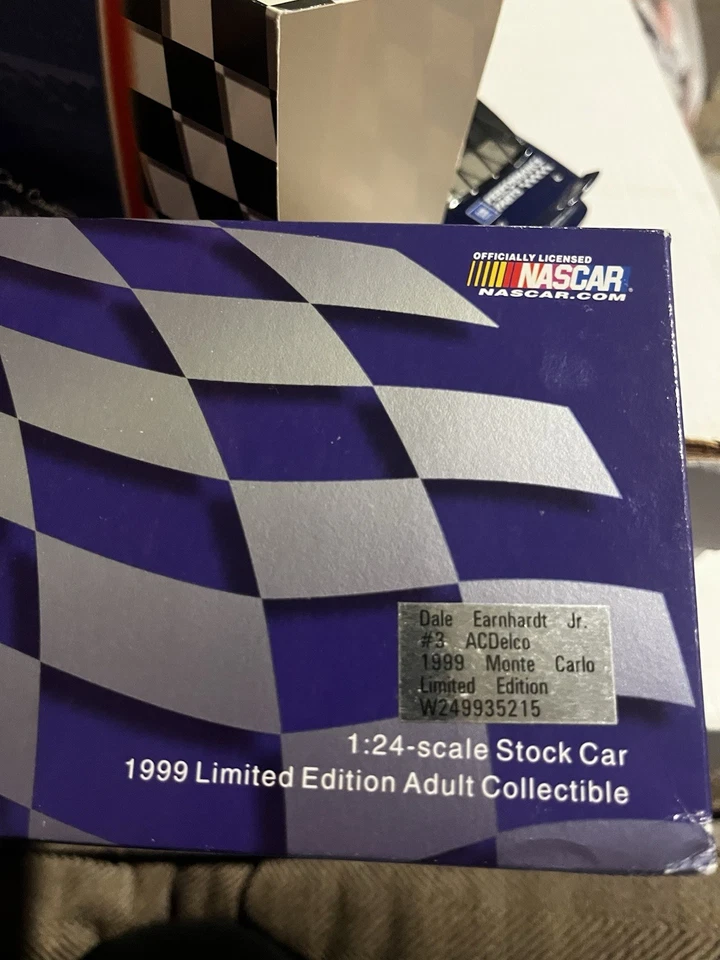 OFFICIALLY LICENSED
NASCAR
NASCAR.COM
Dale Earnhardt Jr.
#3 ACDelco
1999 Monte Carlo
Limited Edition
W249935215
1:24-scale Stock Car
1999 Limited Edition Adult Collectible